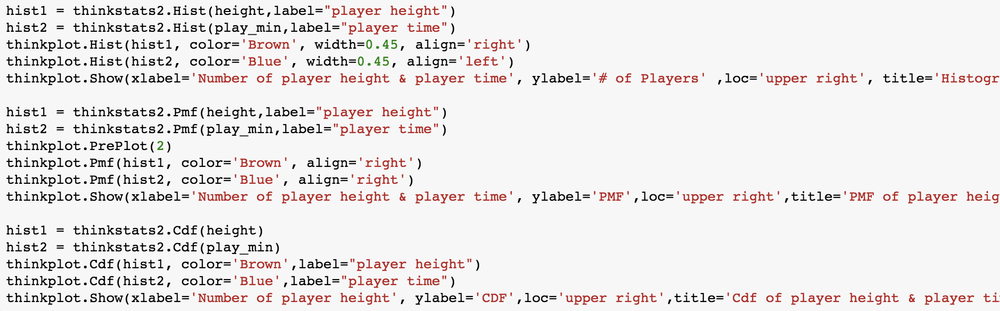 hist1 = thinkstats2.Hist(height,label="player height")
hist2 = thinkstats2.Hist(play_min,label="player time")
thinkplot.Hist(hist1, color='Brown', width=0.45, align='right')
thinkplot.Hist(hist2, color='Blue', width=0.45, align='left')
thinkplot.Show(xlabel='Number of player height & player time', ylabel='# of Players' ,loc='upper right', title='Histogr
hist1 = thinkstats2.Pmf(height,label="player height")
hist2 = thinkstats2.Pmf(play_min,label="player time")
thinkplot.PrePlot(2)
thinkplot.Pmf(hist1, color='Brown', align='right')
thinkplot.Pmf(hist2, color='Blue', align='right')
thinkplot.Show(xlabel='Number of player height & player time', ylabel='PMF',loc='upper right',title='PMF of player heig
hist1 = thinkstats2.Cdf(height)
hist2 = thinkstats2.Cdf(play_min)
thinkplot.Cdf(hist1, color='Brown',label="player height")
thinkplot.Cdf(hist2, color='Blue',label="player time")
thinkplot.Show(xlabel='Number of player height', ylabel='CDF',loc='upper right',title='Cdf of player height & player ti